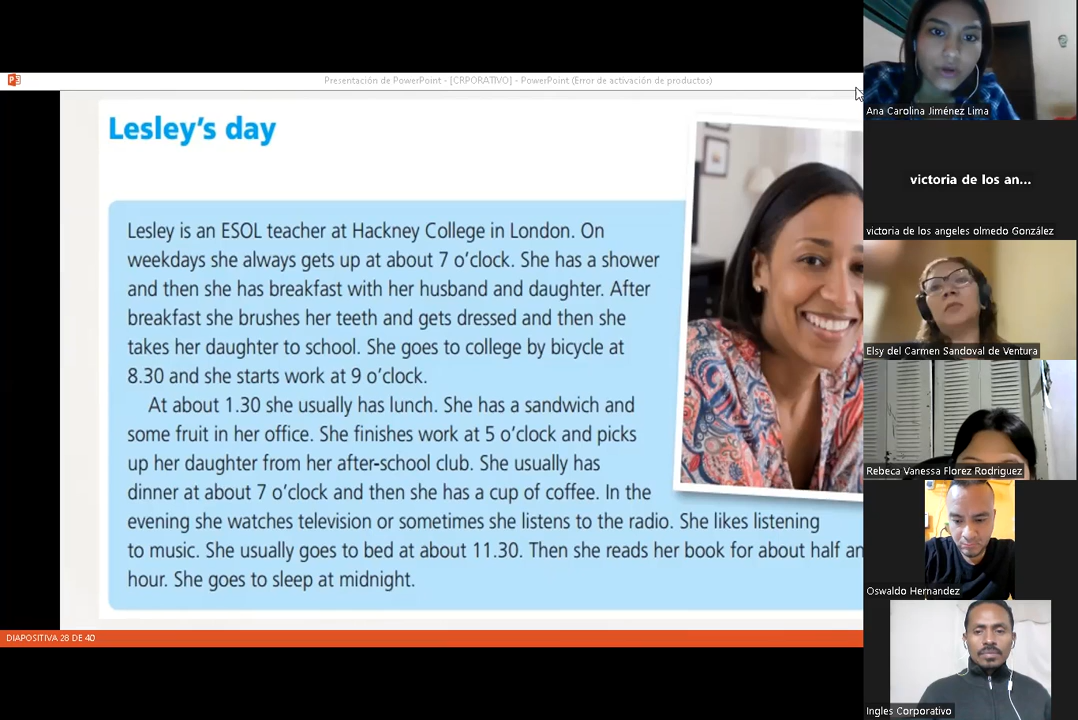 Presentación de PowerPoint - [CRPORATIVO] - PowerPoint (Error de activación de productos)
Lesley's day
Lesley is an ESOL teacher at Hackney College in London. On
weekdays she always gets up at about 7 o'clock. She has a shower
and then she has breakfast with her husband and daughter. After
breakfast she brushes her teeth and gets dressed and then she
takes her daughter to school. She goes to college by bicycle at
8.30 and she starts work at 9 o'clock.
At about 1.30 she usually has lunch. She has a sandwich and
some fruit in her office. She finishes work at 5 o'clock and picks
up her daughter from her after-school club. She usually has
dinner at about 7 o'clock and then she has a cup of coffee. In the
evening she watches television or sometimes she listens to the radio. She likes listening
to music. She usually goes to bed at about 11.30. Then she reads her book for about half an
hour. She goes to sleep at midnight.
DIAPOSITIVA 28 DE 40
Ana Carolina Jiménez Lima
victoria de los an...
victoria de los angeles olmedo González
Elsy del Carmen Sandoval de Ventura
Rebeca Vanessa Florez Rodriguez
Oswaldo Hernandez
Ingles Corporativo